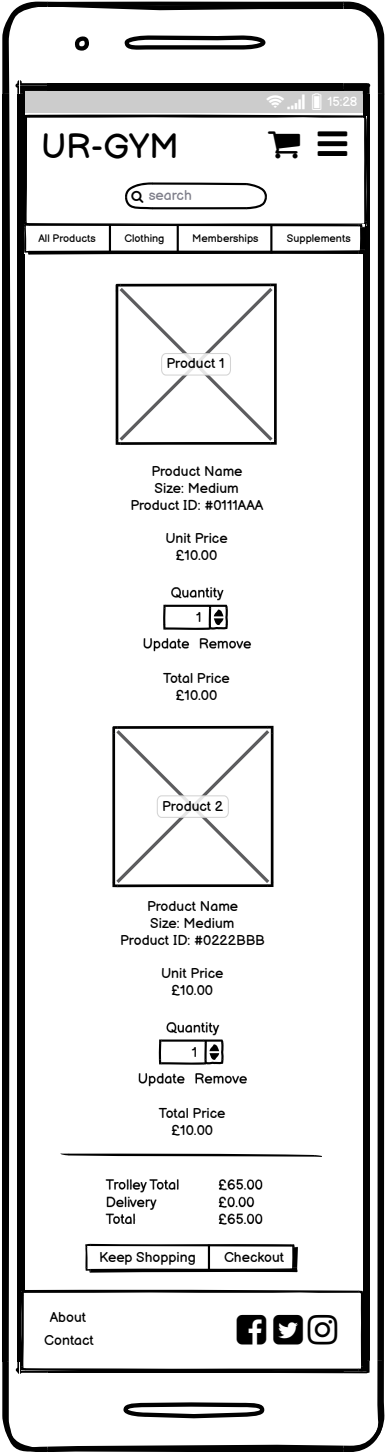 15:28
UR-GYM
search
All Products Clothing Memberships Supplements
Product 1
Product Name
Size: Medium
Product ID: #0111AAA
Unit Price
£10.00
Quantity
1
Update Remove
Total Price
£10.00
Product 2
Product Name
Size: Medium
Product ID: #0222BBB
Unit Price
£10.00
Quantity
1
Update Remove
Total Price
£10.00
Trolley Total £65.00
Delivery £0.00
Total £65.00
Keep Shopping Checkout
About
Contact